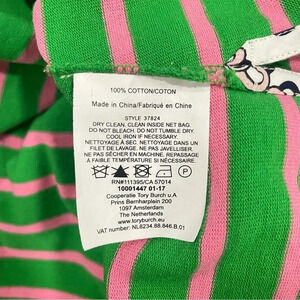 100% COTTON/COTON
Made in China/Fabriqué en Chine
STYLE 37824
DRY CLEAN. CLEAN INSIDE NET BAG.
DO NOT BLEACH. DO NOT TUMBLE DRY.
COOL IRON IF NECESSARY.
NETTOYAGE A SEC. NETTOYAGE DANS UN
FILET DE LAVAGE. NE PAS JAVELLISER.
NE PAS SÉCHER EN MACHINE. REPASSAGE
À FAIBLE TEMPERATURE SI NECESSAIRE.
P
RN#111395/CA 57014
10001447 01-17
Cooperatie Tory Burch u.A
Prins Bernhardplein 200
1097 Amsterdam
The Netherlands
www.toryburch.com
VAT number: NL8234.88.846.B.01